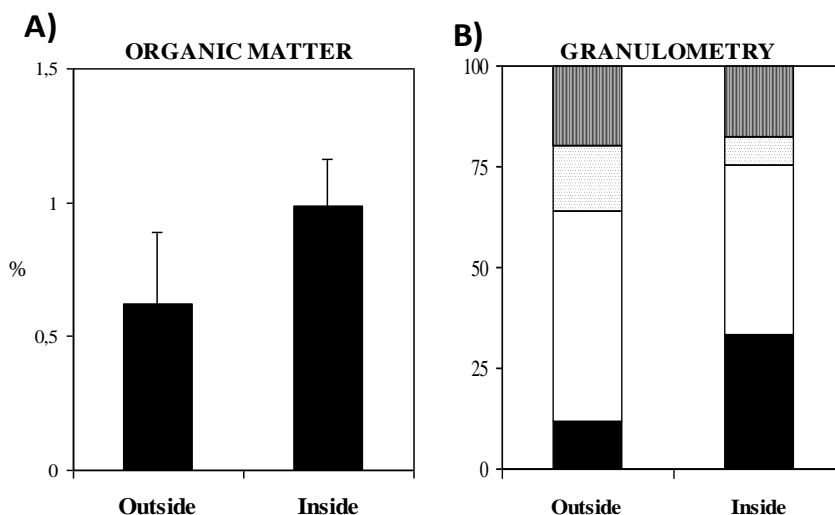 A)
ORGANIC MATTER
1,5
1
%
0,5
0
Outside Inside
B)
GRANULOMETRY
100
75
50
25
0
Outside Inside